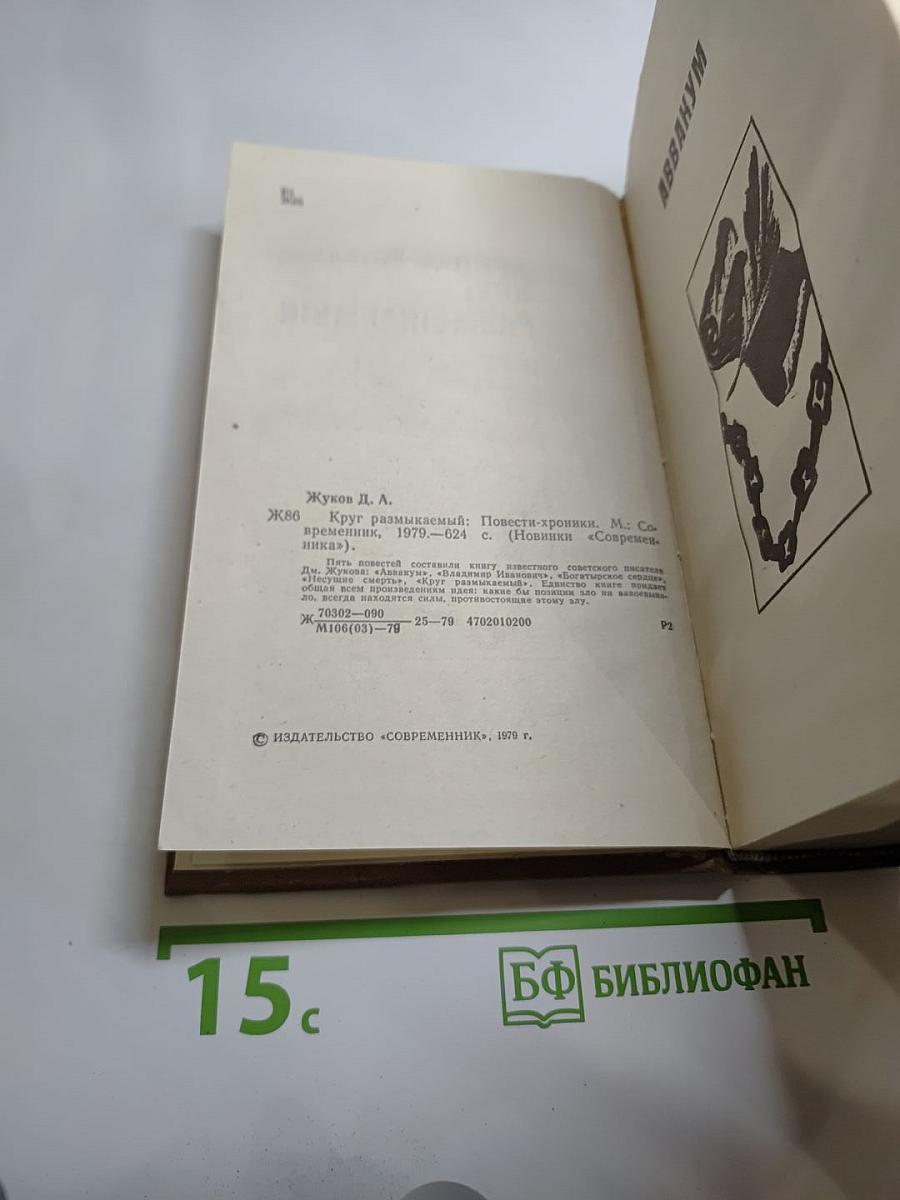 Р2
Ж86
Жуков Д. А.
Ж86 Круг размыкаемый: Повести-хроники. М.: Со-
временник, 1979.—624 с. (Новинки «Современ-
ника»).
Пять повестей составили книгу известного советского писателя
Дм. Жукова: «Аввакум», «Владимир Иванович», «Богатырское сердце»,
«Несущие смерть», «Круг размыкаемый». Единство книге придает
общая всем произведениям идея: какие бы позиции зло ни завоевыва-
ло, всегда находятся силы, противостоящие этому злу.
Ж 70302—090
М106(03)—79 25—79 4702010200 Р2
© ИЗДАТЕЛЬСТВО «СОВРЕМЕННИК», 1979 г.
АВВАКУМ
15 с
БФ БИБЛИОФАН